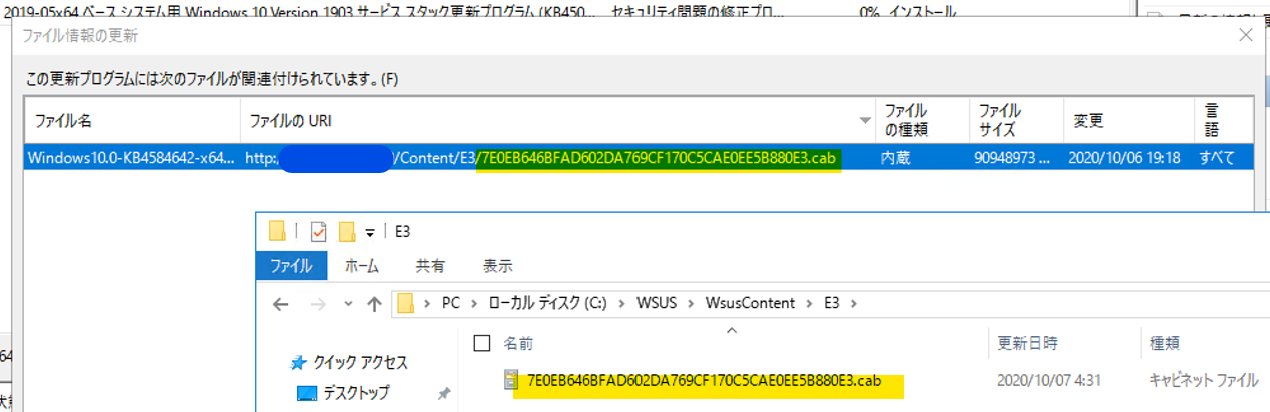 2019-05x64 ベース システム用 Windows 10 Version 1903 サービス スタック更新プログラム (KB450... セキュリティ問題の修正プロ... 0% インストール
ファイル情報の更新
この更新プログラムには次のファイルが関連付けられています。(F)
ファイル名 ファイルの URI ファイルの種類 ファイル サイズ 変更 言語
Windows10.0-KB4584642-x64... http: /Content/E3/7E0EB646BFAD602DA769CF170C5CAE0EE5B880E3.cab 内蔵 90948973 ... 2020/10/06 19:18 すべて
E3
ファイル ホーム 共有 表示
PC ローカル ディスク (C:) WSUS WsusContent E3
名前 更新日時 種類
クイック アクセス
7E0EB646BFAD602DA769CF170C5CAE0EE5B880E3.cab 2020/10/07 4:31 キャビネット ファイル
デスクトップ